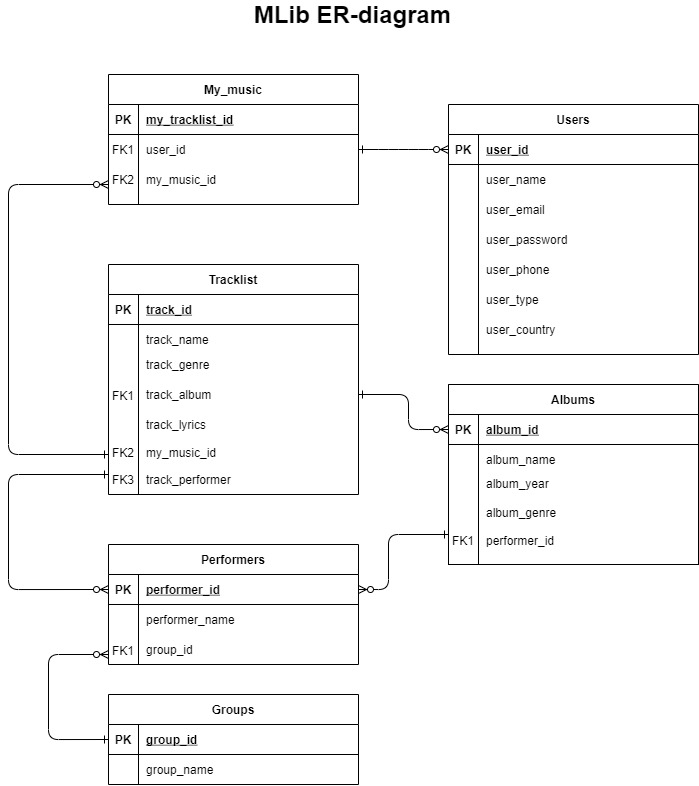 MLib ER-diagram
My_music
PK my_tracklist_id
FK1 user_id
FK2 my_music_id
Users
PK user_id
user_name
user_email
user_password
user_phone
user_type
user_country
Tracklist
PK track_id
track_name
track_genre
FK1 track_album
track_lyrics
FK2 my_music_id
FK3 track_performer
Albums
PK album_id
album_name
album_year
album_genre
FK1 performer_id
Performers
PK performer_id
performer_name
FK1 group_id
Groups
PK group_id
group_name